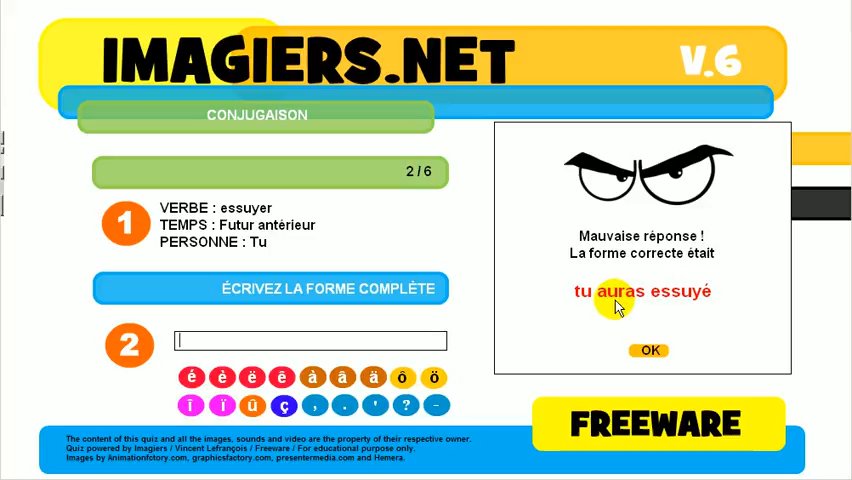 IMAGIERS.NET
V.6
CONJUGAISON
2 / 6
1
VERBE : essuyer
TEMPS : Futur antérieur
PERSONNE : Tu
ÉCRIVEZ LA FORME COMPLÈTE
2
é è ë ê à â ä ô ö
î ï û ç , . ' ? -
Mauvaise réponse !
La forme correcte était
tu auras essuyé
OK
FREEWARE
The content of this quiz and all the images, sounds and video are the property of their respective owner.
Quiz powered by Imagiers / Vincent Lefrançois / Freeware / For educational purpose only.
Images by Animationfctory.com, graphicsfactory.com, presentermedia.com and Hemera.